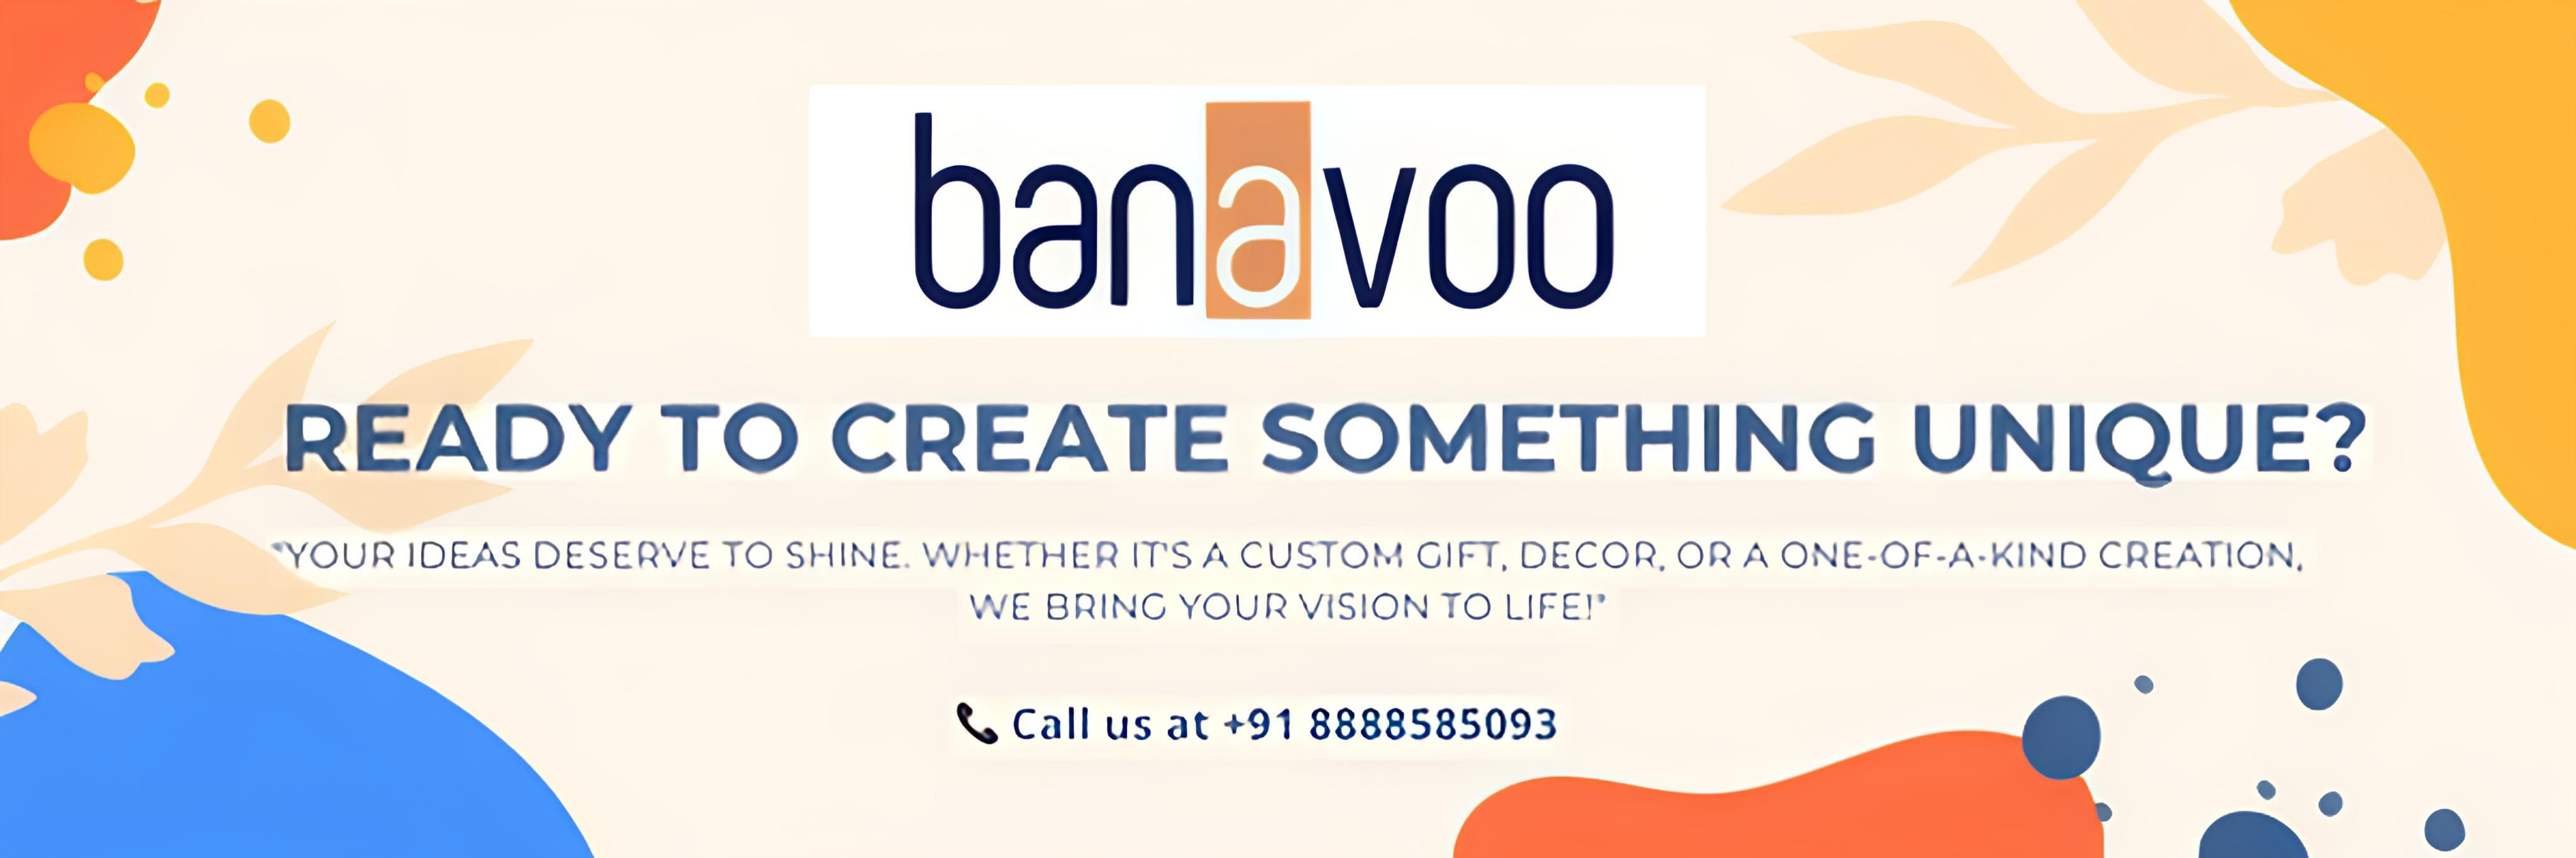 banavoo
READY TO CREATE SOMETHING UNIQUE?
"YOUR IDEAS DESERVE TO SHINE. WHETHER IT'S A CUSTOM GIFT, DECOR, OR A ONE-OF-A-KIND CREATION,
WE BRING YOUR VISION TO LIFE!"
Call us at +91 8888585093